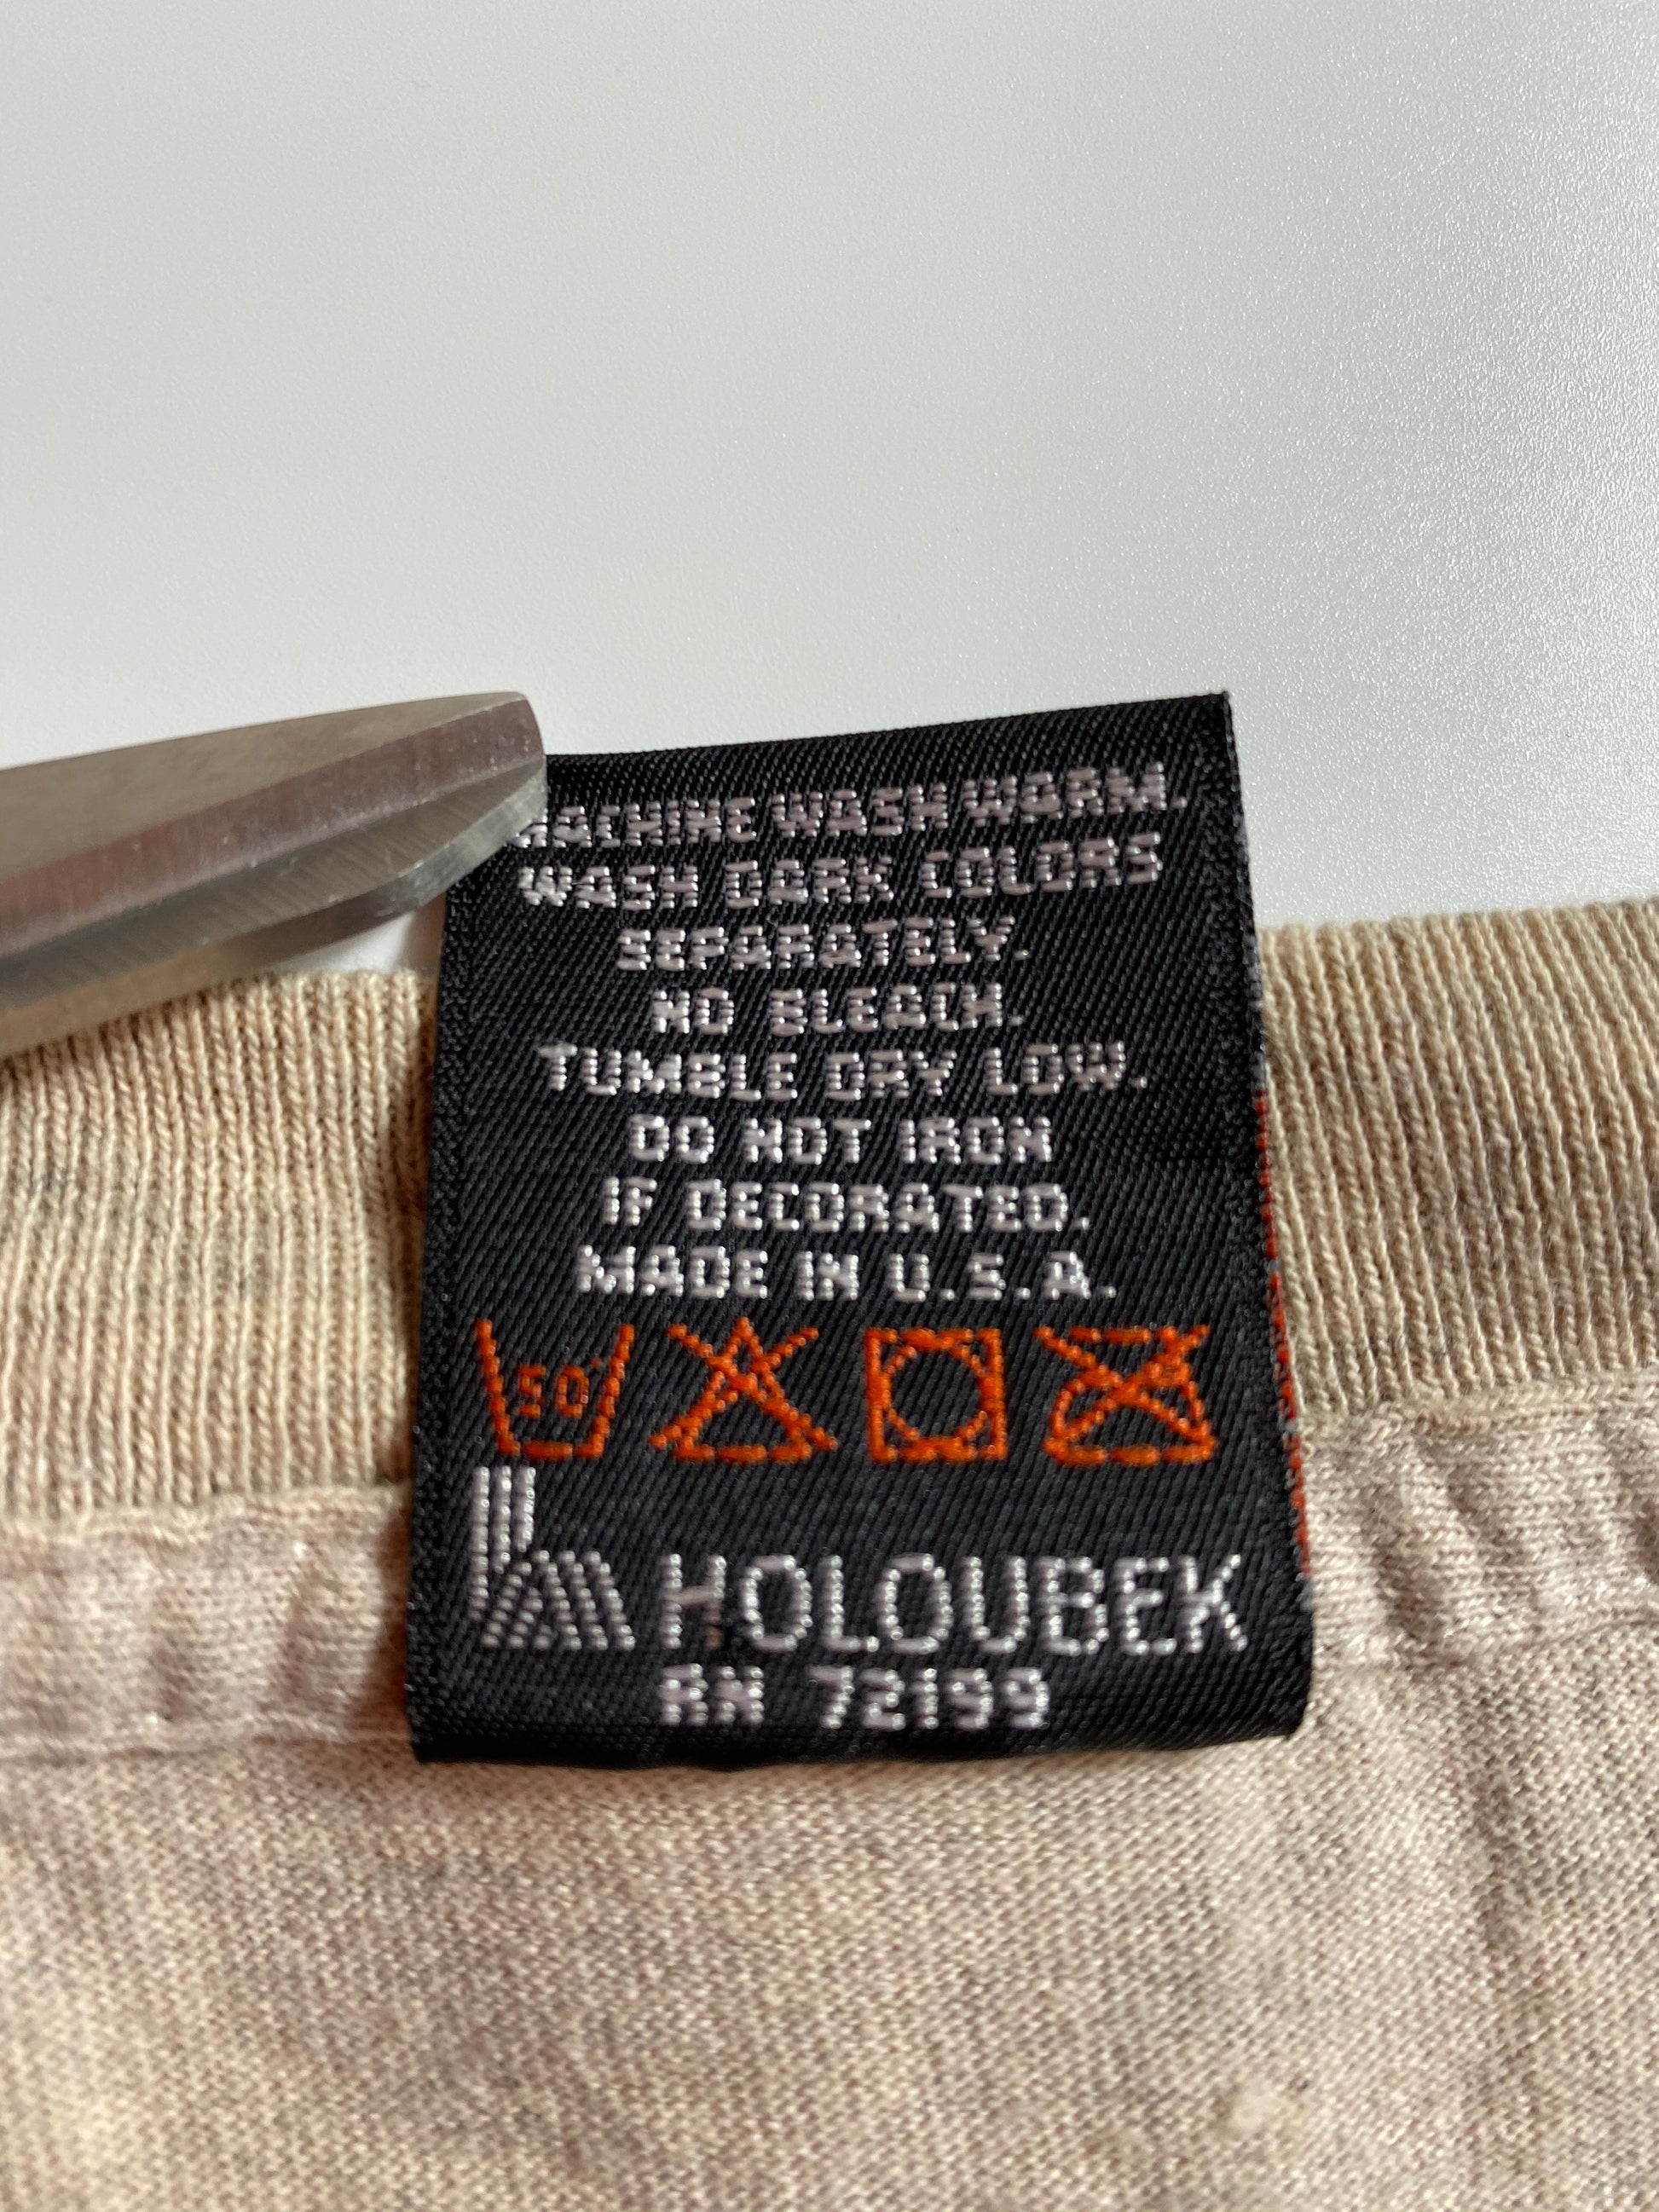 MACHINE WASH WARM.
WASH DARK COLORS
SEPARATELY.
NO BLEACH.
TUMBLE DRY LOW.
DO NOT IRON
IF DECORATED.
MADE IN U.S.A.
50°
HOLOUBEK
RN 72199